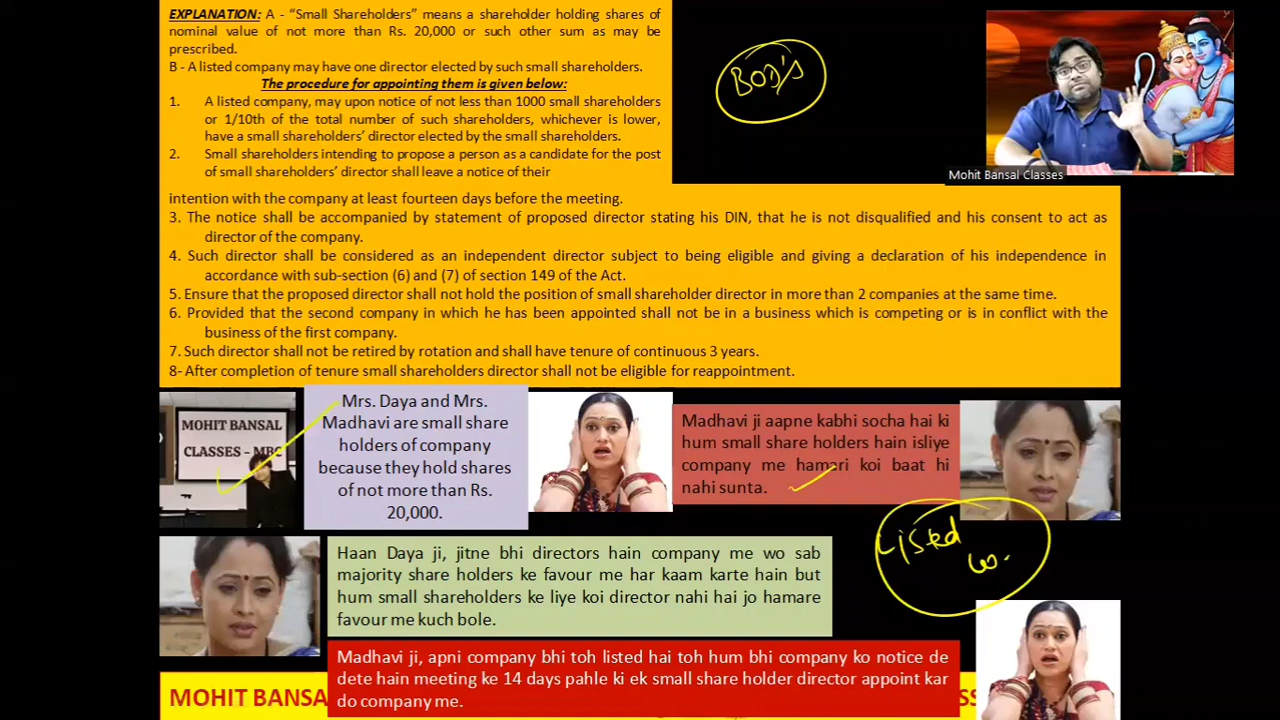 EXPLANATION: A - “Small Shareholders” means a shareholder holding shares of
nominal value of not more than Rs. 20,000 or such other sum as may be
prescribed.
B - A listed company may have one director elected by such small shareholders.
The procedure for appointing them is given below:
1. A listed company, may upon notice of not less than 1000 small shareholders
or 1/10th of the total number of such shareholders, whichever is lower,
have a small shareholders’ director elected by the small shareholders.
2. Small shareholders intending to propose a person as a candidate for the post
of small shareholders’ director shall leave a notice of their
intention with the company at least fourteen days before the meeting.
3. The notice shall be accompanied by statement of proposed director stating his DIN, that he is not disqualified and his consent to act as
director of the company.
4. Such director shall be considered as an independent director subject to being eligible and giving a declaration of his independence in
accordance with sub-section (6) and (7) of section 149 of the Act.
5. Ensure that the proposed director shall not hold the position of small shareholder director in more than 2 companies at the same time.
6. Provided that the second company in which he has been appointed shall not be in a business which is competing or is in conflict with the
business of the first company.
7. Such director shall not be retired by rotation and shall have tenure of continuous 3 years.
8- After completion of tenure small shareholders director shall not be eligible for reappointment.
BOD's
Mohit Bansal Classes
MOHIT BANSAL
CLASSES - MBC
Mrs. Daya and Mrs.
Madhavi are small share
holders of company
because they hold shares
of not more than Rs.
20,000.
Madhavi ji aapne kabhi socha hai ki
hum small share holders hain isliye
company me hamari koi baat hi
nahi sunta.
Listed
Haan Daya ji, jitne bhi directors hain company me wo sab
majority share holders ke favour me har kaam karte hain but
hum small shareholders ke liye koi director nahi hai jo hamare
favour me kuch bole.
Madhavi ji, apni company bhi toh listed hai toh hum bhi company ko notice de
dete hain meeting ke 14 days pahle ki ek small share holder director appoint kar
do company me.
MOHIT BANSA